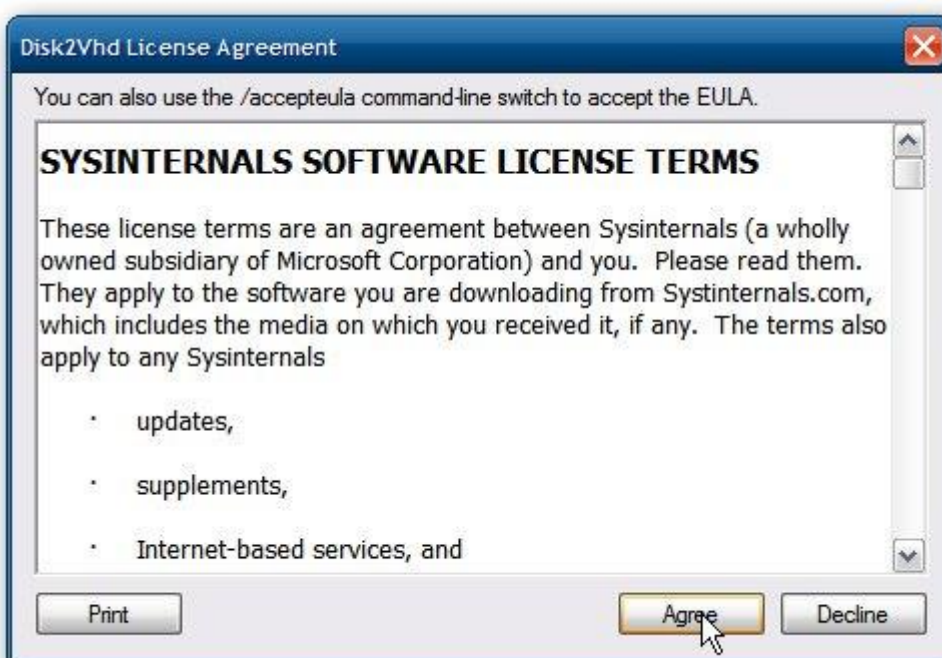 Disk2Vhd License Agreement
You can also use the /accepteula command-line switch to accept the EULA.
SYSINTERNALS SOFTWARE LICENSE TERMS
These license terms are an agreement between Sysinternals (a wholly
owned subsidiary of Microsoft Corporation) and you.  Please read them.
They apply to the software you are downloading from Systinternals.com,
which includes the media on which you received it, if any.  The terms also
apply to any Sysinternals
· updates,
· supplements,
· Internet-based services, and
Print Agree Decline